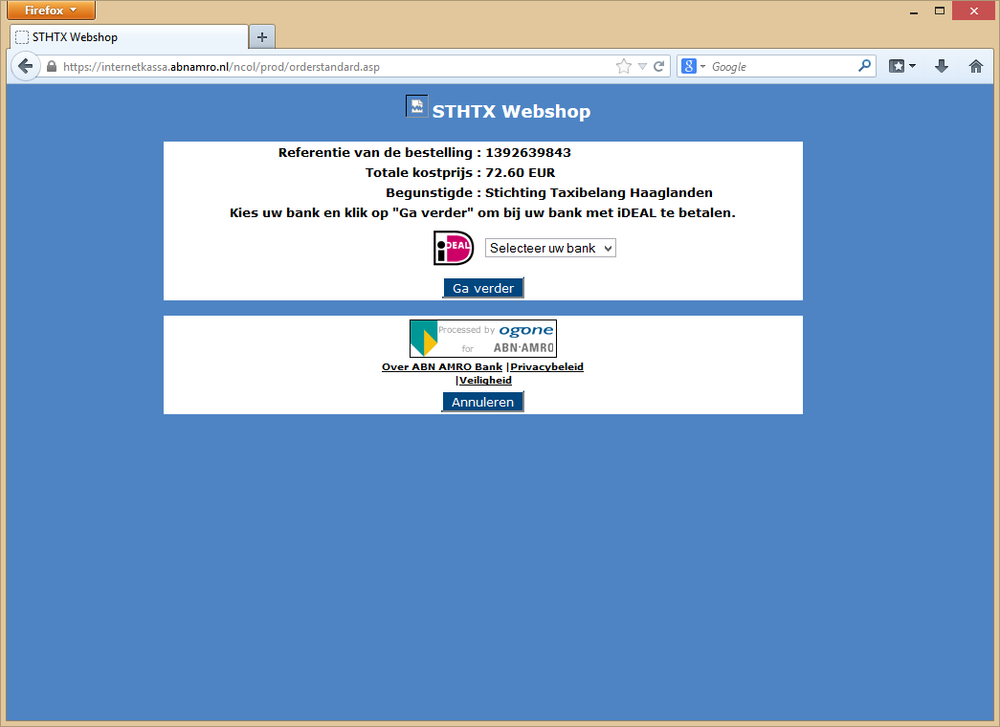 Firefox
STHTX Webshop
https://internetkassa.abnamro.nl/ncol/prod/orderstandard.asp
Google
STHTX Webshop
Referentie van de bestelling : 1392639843
Totale kostprijs : 72.60 EUR
Begunstigde : Stichting Taxibelang Haaglanden
Kies uw bank en klik op "Ga verder" om bij uw bank met iDEAL te betalen.
iDEAL
Selecteer uw bank
Ga verder
Processed by ogone
for ABN·AMRO
Over ABN AMRO Bank |Privacybeleid
|Veiligheid
Annuleren